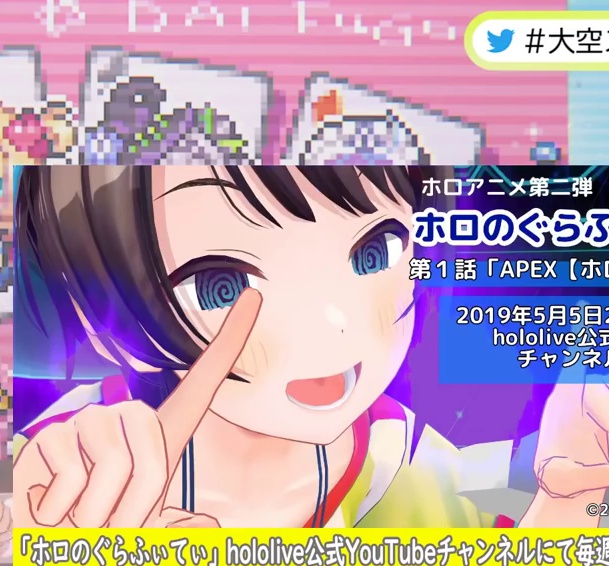 #大空
ホロアニメ第二弾
ホロのぐらふ
第1話「APEX【ホロ
2019年5月5日2
hololive公式
チャンネル
©2
「ホロのぐらふぃてぃ」hololive公式YouTubeチャンネルにて毎週